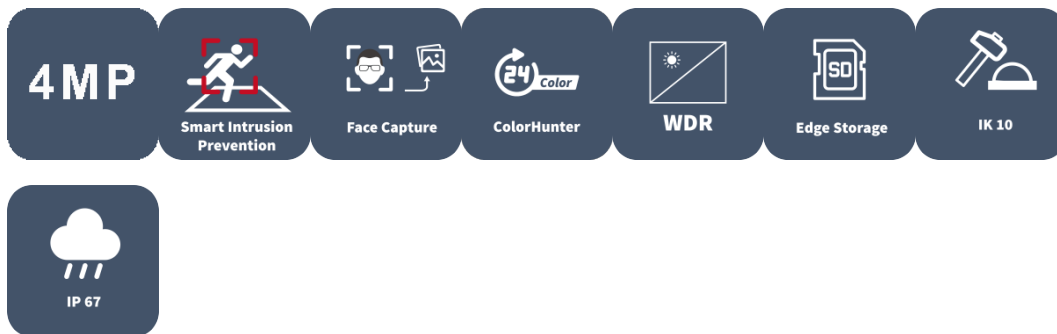 4MP
Smart Intrusion
Prevention
Face Capture
24
Color
ColorHunter
WDR
SD
Edge Storage
IK 10
IP 67